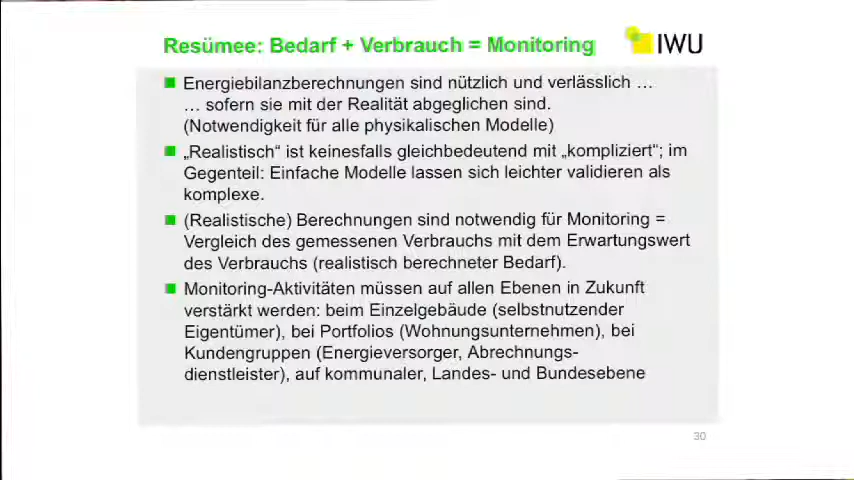 Resümee: Bedarf + Verbrauch = Monitoring
IWU
Energiebilanzberechnungen sind nützlich und verlässlich …
… sofern sie mit der Realität abgeglichen sind.
(Notwendigkeit für alle physikalischen Modelle)
„Realistisch“ ist keinesfalls gleichbedeutend mit „kompliziert“; im
Gegenteil: Einfache Modelle lassen sich leichter validieren als
komplexe.
(Realistische) Berechnungen sind notwendig für Monitoring =
Vergleich des gemessenen Verbrauchs mit dem Erwartungswert
des Verbrauchs (realistisch berechneter Bedarf).
Monitoring-Aktivitäten müssen auf allen Ebenen in Zukunft
verstärkt werden: beim Einzelgebäude (selbstnutzender
Eigentümer), bei Portfolios (Wohnungsunternehmen), bei
Kundengruppen (Energieversorger, Abrechnungs-
dienstleister), auf kommunaler, Landes- und Bundesebene
30